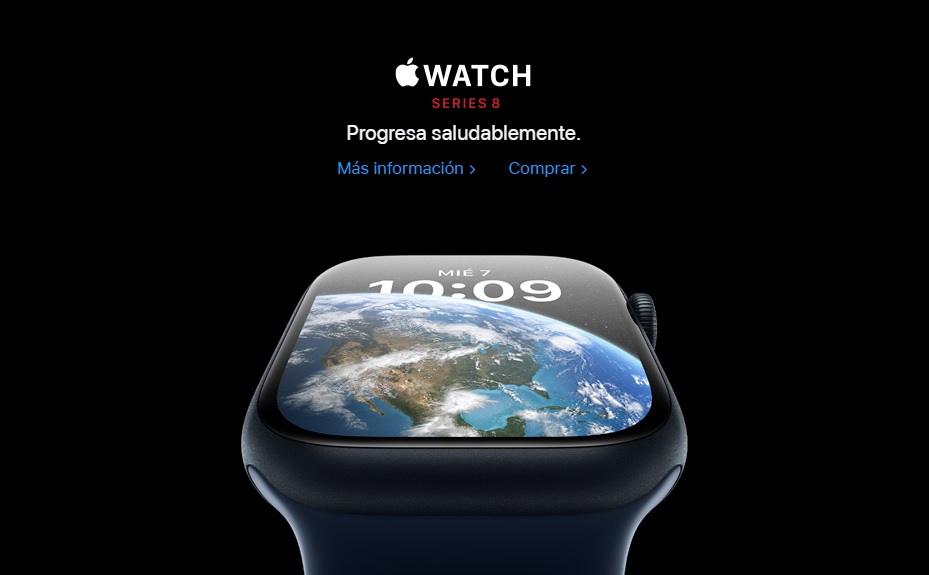 WATCH
SERIES 8
Progresa saludablemente.
Más información >
Comprar >
MIÉ 7
10:09